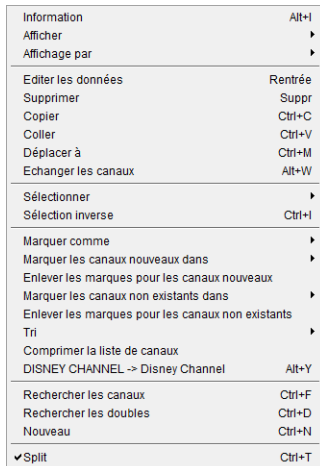 Information Alt+I
Afficher
Affichage par
Editer les données Rentrée
Supprimer Suppr
Copier Ctrl+C
Coller Ctrl+V
Déplacer à Ctrl+M
Echanger les canaux Alt+W
Sélectionner
Sélection inverse Ctrl+I
Marquer comme
Marquer les canaux nouveaux dans
Enlever les marques pour les canaux nouveaux
Marquer les canaux non existants dans
Enlever les marques pour les canaux non existants
Tri
Comprimer la liste de canaux
DISNEY CHANNEL -> Disney Channel Alt+Y
Rechercher les canaux Ctrl+F
Rechercher les doubles Ctrl+D
Nouveau Ctrl+N
Split Ctrl+T